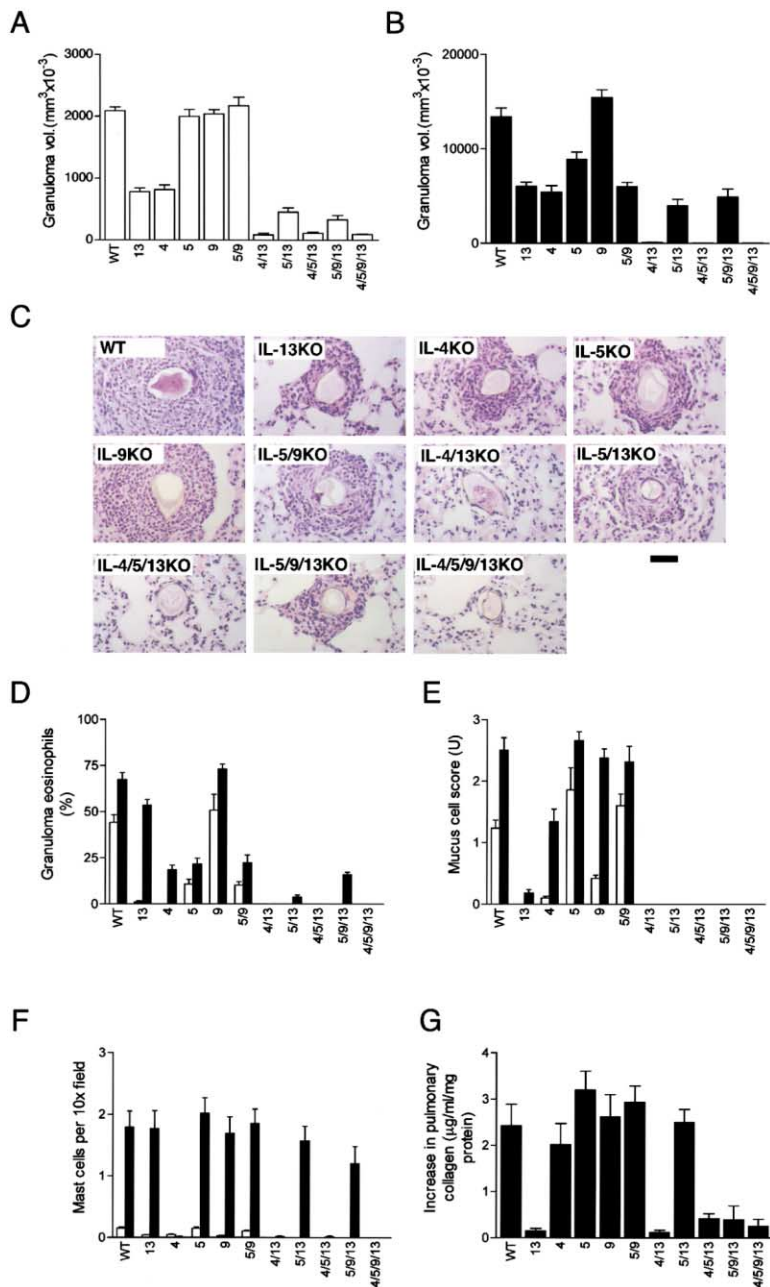 A
Granuloma vol.(mm³x10⁻³)
3000
2000
1000
0
WT
13
4
5
9
5/9
4/13
5/13
4/5/13
5/9/13
4/5/9/13
B
Granuloma vol.(mm³x10⁻³)
20000
10000
0
WT
13
4
5
9
5/9
4/13
5/13
4/5/13
5/9/13
4/5/9/13
C
WT
IL-13KO
IL-4KO
IL-5KO
IL-9KO
IL-5/9KO
IL-4/13KO
IL-5/13KO
IL-4/5/13KO
IL-5/9/13KO
IL-4/5/9/13KO
D
Granuloma eosinophils
(%)
100
75
50
25
0
WT
13
4
5
9
5/9
4/13
5/13
4/5/13
5/9/13
4/5/9/13
E
Mucus cell score (U)
3
2
1
0
WT
13
4
5
9
5/9
4/13
5/13
4/5/13
5/9/13
4/5/9/13
F
Mast cells per 10x field
3
2
1
0
WT
13
4
5
9
5/9
4/13
5/13
4/5/13
5/9/13
4/5/9/13
G
Increase in pulmonary
collagen (µg/ml/mg
protein)
4
3
2
1
0
WT
13
4
5
9
5/9
4/13
5/13
4/5/13
5/9/13
4/5/9/13